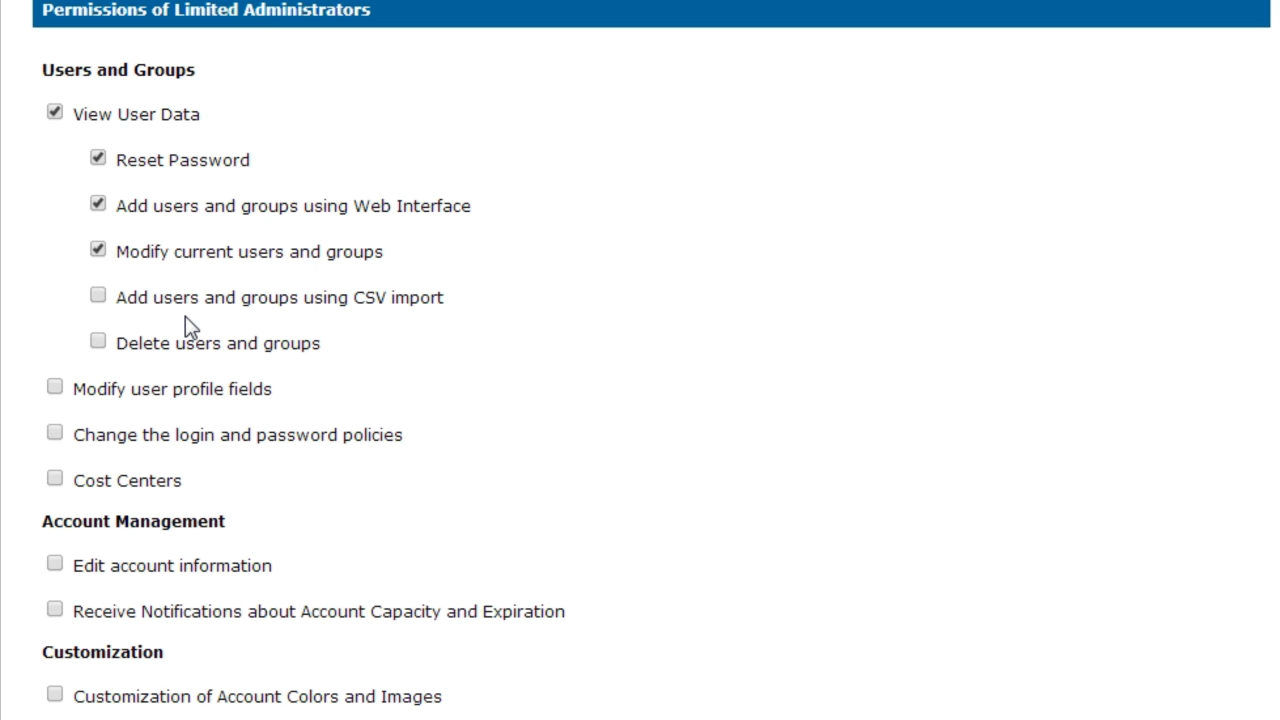 Permissions of Limited Administrators
Users and Groups
View User Data
Reset Password
Add users and groups using Web Interface
Modify current users and groups
Add users and groups using CSV import
Delete users and groups
Modify user profile fields
Change the login and password policies
Cost Centers
Account Management
Edit account information
Receive Notifications about Account Capacity and Expiration
Customization
Customization of Account Colors and Images